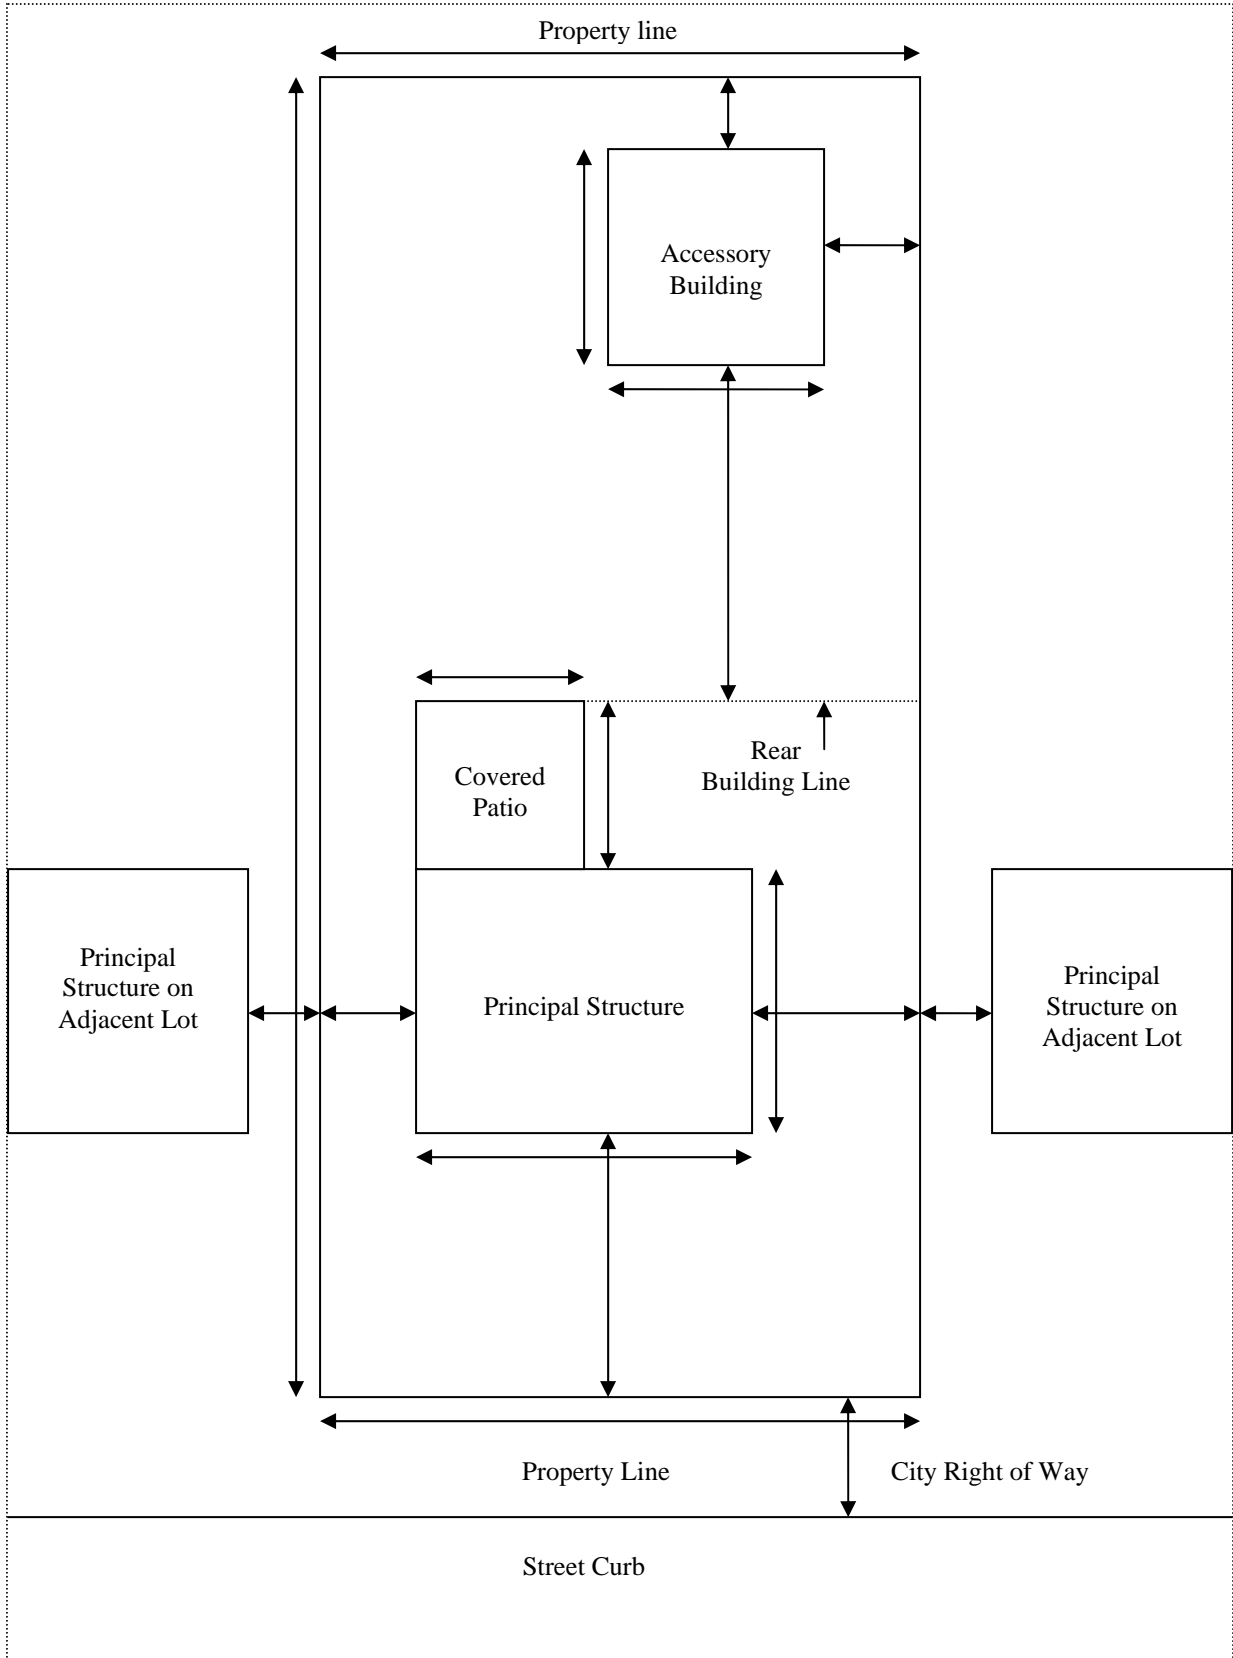 Property line
Accessory
Building
Rear
Building Line
Covered
Patio
Principal
Structure on
Adjacent Lot
Principal Structure
Principal
Structure on
Adjacent Lot
Property Line
City Right of Way
Street Curb